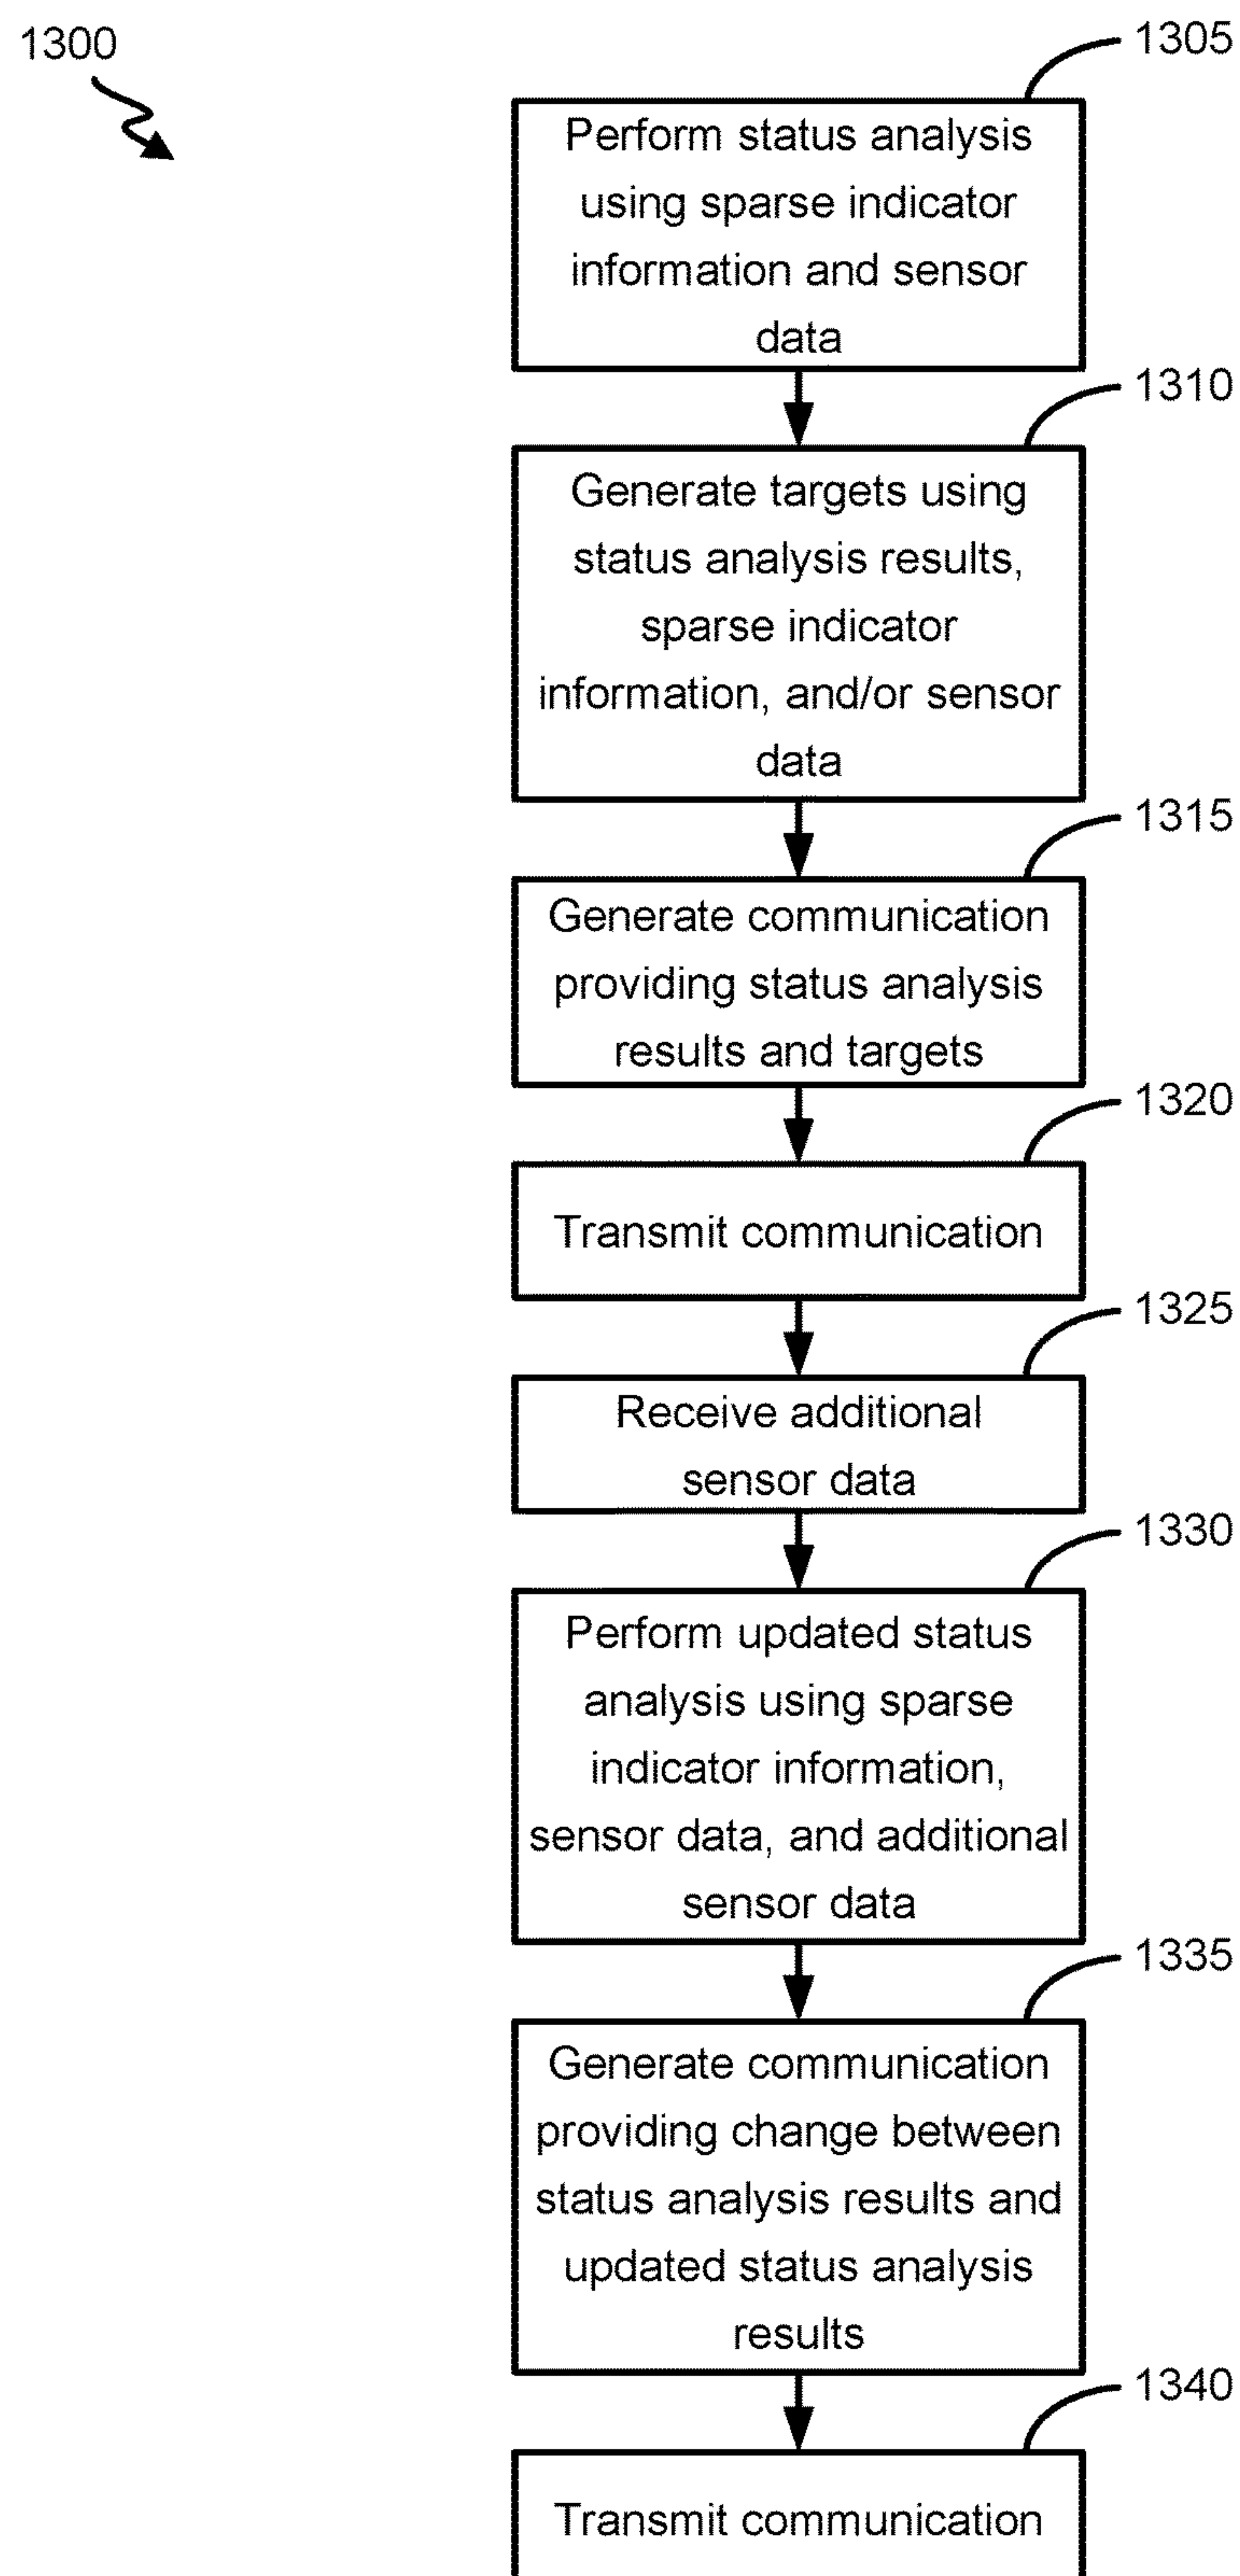 1300
1305
Perform status analysis
using sparse indicator
information and sensor
data
1310
Generate targets using
status analysis results,
sparse indicator
information, and/or sensor
data
1315
Generate communication
providing status analysis
results and targets
1320
Transmit communication
1325
Receive additional
sensor data
1330
Perform updated status
analysis using sparse
indicator information,
sensor data, and additional
sensor data
1335
Generate communication
providing change between
status analysis results and
updated status analysis
results
1340
Transmit communication